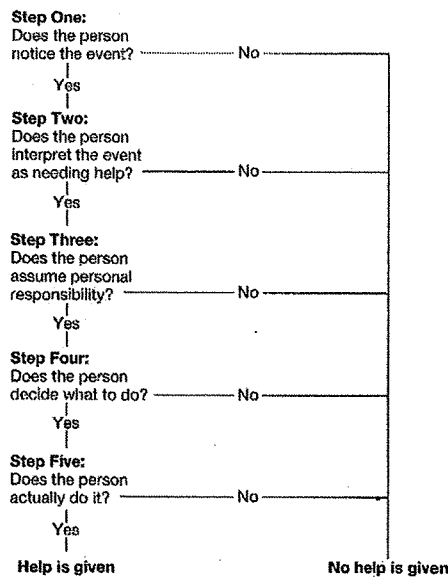 Step One:
Does the person
notice the event? No
Yes
Step Two:
Does the person
interpret the event
as needing help? No
Yes
Step Three:
Does the person
assume personal
responsibility? No
Yes
Step Four:
Does the person
decide what to do? No
Yes
Step Five:
Does the person
actually do it? No
Yes
Help is given No help is given